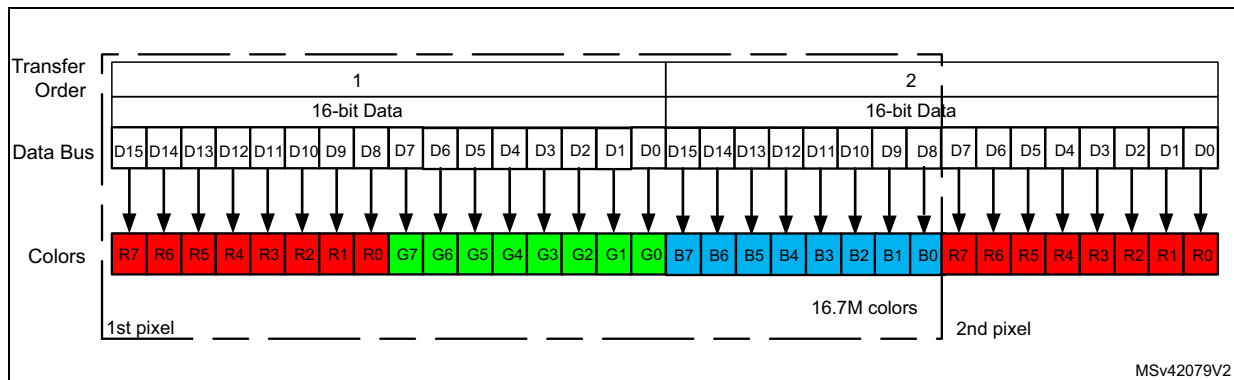 Transfer Order 1 2
16-bit Data 16-bit Data
Data Bus D15 D14 D13 D12 D11 D10 D9 D8 D7 D6 D5 D4 D3 D2 D1 D0 D15 D14 D13 D12 D11 D10 D9 D8 D7 D6 D5 D4 D3 D2 D1 D0
Colors R7 R6 R5 R4 R3 R2 R1 R0 G7 G6 G5 G4 G3 G2 G1 G0 B7 B6 B5 B4 B3 B2 B1 B0 R7 R6 R5 R4 R3 R2 R1 R0
16.7M colors
1st pixel 2nd pixel
MSv42079V2